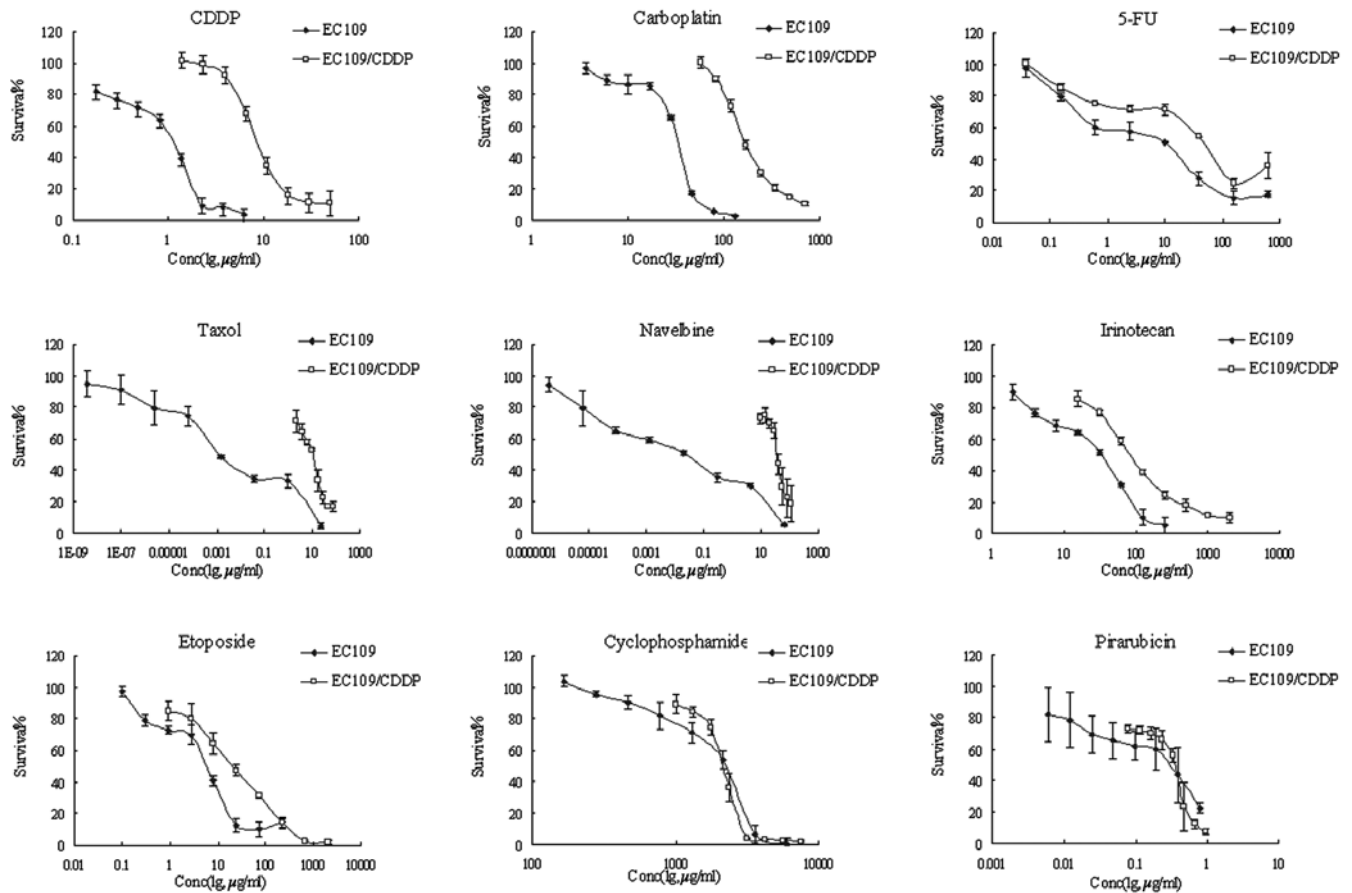 CDDP
EC109
EC109/CDDP
Survival%
120
100
80
60
40
20
0
0.1 1 10 100
Conc(lg, µg/ml)
Carboplatin
EC109
EC109/CDDP
Survival%
120
100
80
60
40
20
0
1 10 100 1000
Conc(lg, µg/ml)
5-FU
EC109
EC109/CDDP
Survival%
120
100
80
60
40
20
0
0.01 0.1 1 10 100 1000
Conc(lg, µg/ml)
Taxol
EC109
EC109/CDDP
Survival%
120
100
80
60
40
20
0
1E-09 1E-07 0.00001 0.001 0.1 10 1000
Conc(lg, µg/ml)
Navelbine
EC109
EC109/CDDP
Survival%
120
100
80
60
40
20
0
0.0000001 0.00001 0.001 0.1 10 1000
Conc(lg, µg/ml)
Irinotecan
EC109
EC109/CDDP
Survival%
120
100
80
60
40
20
0
1 10 100 1000 10000
Conc(lg, µg/ml)
Etoposide
EC109
EC109/CDDP
Survival%
120
100
80
60
40
20
0
0.01 0.1 1 10 100 1000 10000
Conc(lg, µg/ml)
Cyclophosphamide
EC109
EC109/CDDP
Survival%
120
100
80
60
40
20
0
100 1000 10000
Conc(lg, µg/ml)
Pirarubicin
EC109
EC109/CDDP
Survival%
120
100
80
60
40
20
0
0.001 0.01 0.1 1 10
Conc(lg, µg/ml)